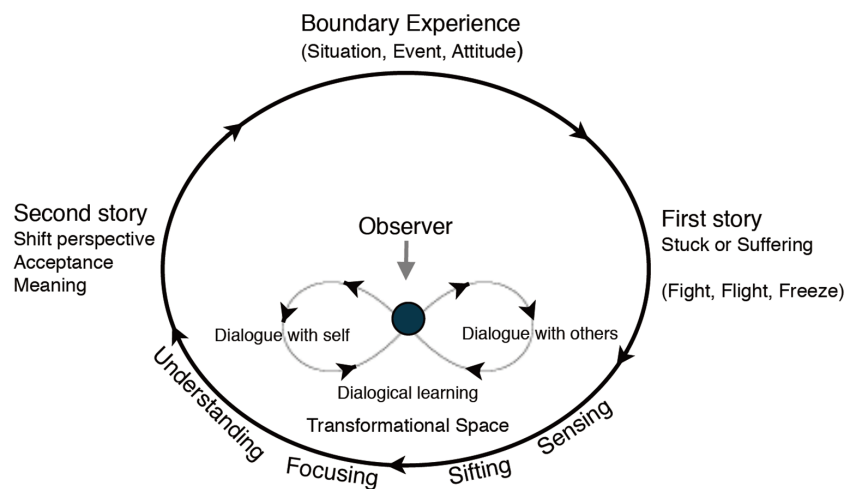 Boundary Experience
(Situation, Event, Attitude)
Second story
Shift perspective
Acceptance
Meaning
Observer
First story
Stuck or Suffering
(Fight, Flight, Freeze)
Dialogue with self
Dialogue with others
Dialogical learning
Transformational Space
Sensing
Sifting
Focusing
Understanding